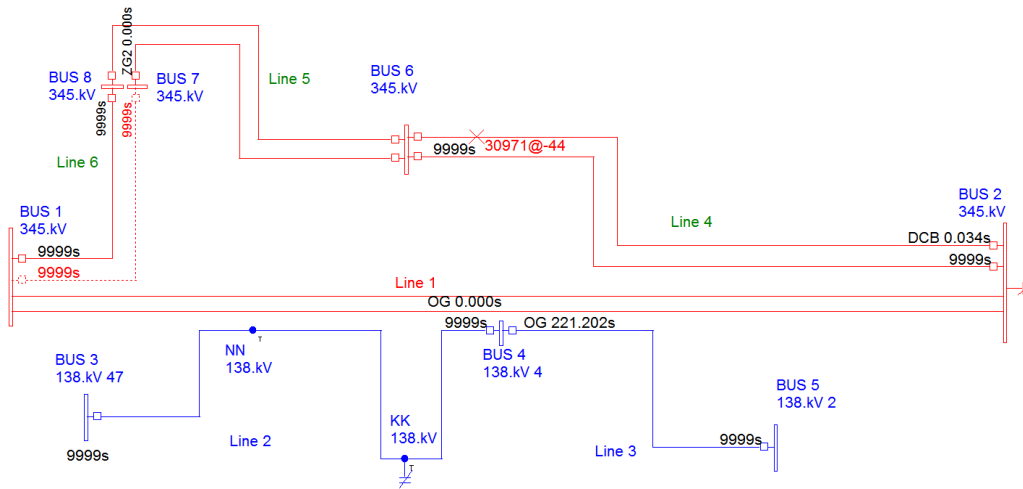 ZG2 0.000s
BUS 8
345.kV
BUS 7
345.kV
Line 5
BUS 6
345.kV
9999s
9999s
9999s
30971@-44
Line 6
BUS 1
345.kV
BUS 2
345.kV
Line 4
DCB 0.034s
9999s
9999s
9999s
Line 1
OG 0.000s
9999s
OG 221.202s
BUS 4
138.kV 4
NN
138.kV
T
BUS 3
138.kV 47
BUS 5
138.kV 2
KK
138.kV
Line 2
Line 3
9999s
9999s
T